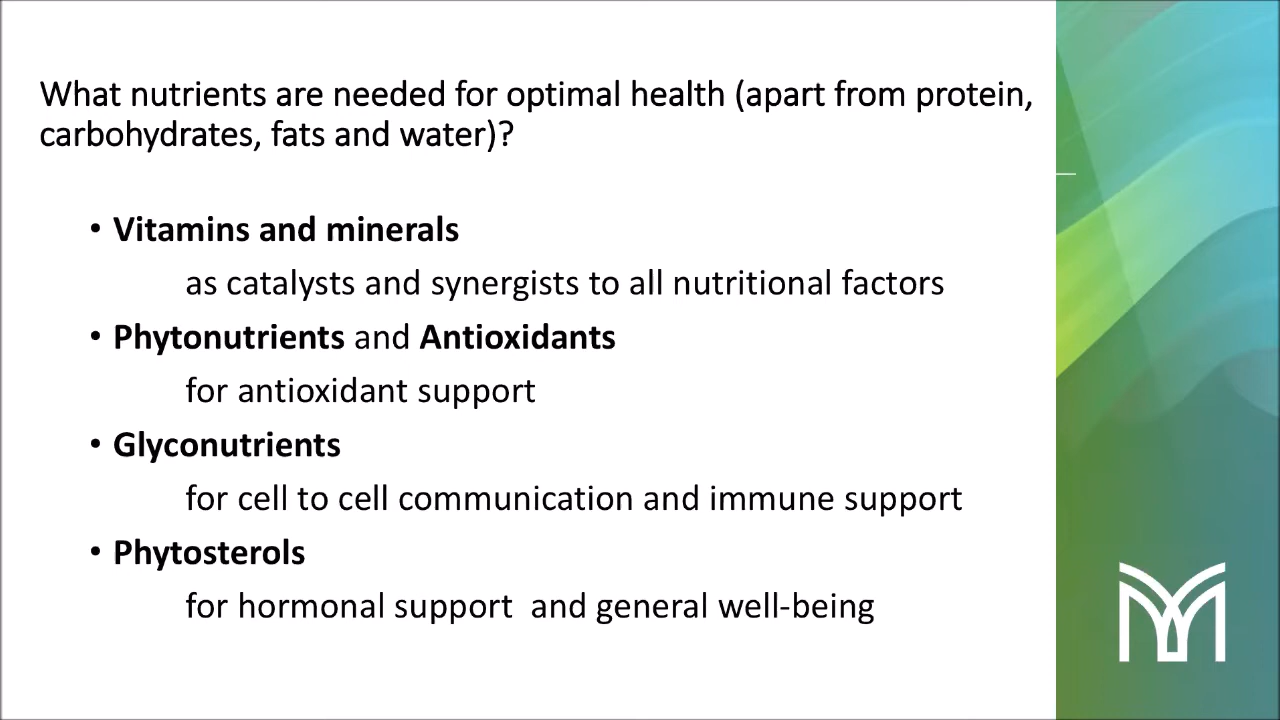 What nutrients are needed for optimal health (apart from protein,
carbohydrates, fats and water)?
• Vitamins and minerals
as catalysts and synergists to all nutritional factors
• Phytonutrients and Antioxidants
for antioxidant support
• Glyconutrients
for cell to cell communication and immune support
• Phytosterols
for hormonal support  and general well-being